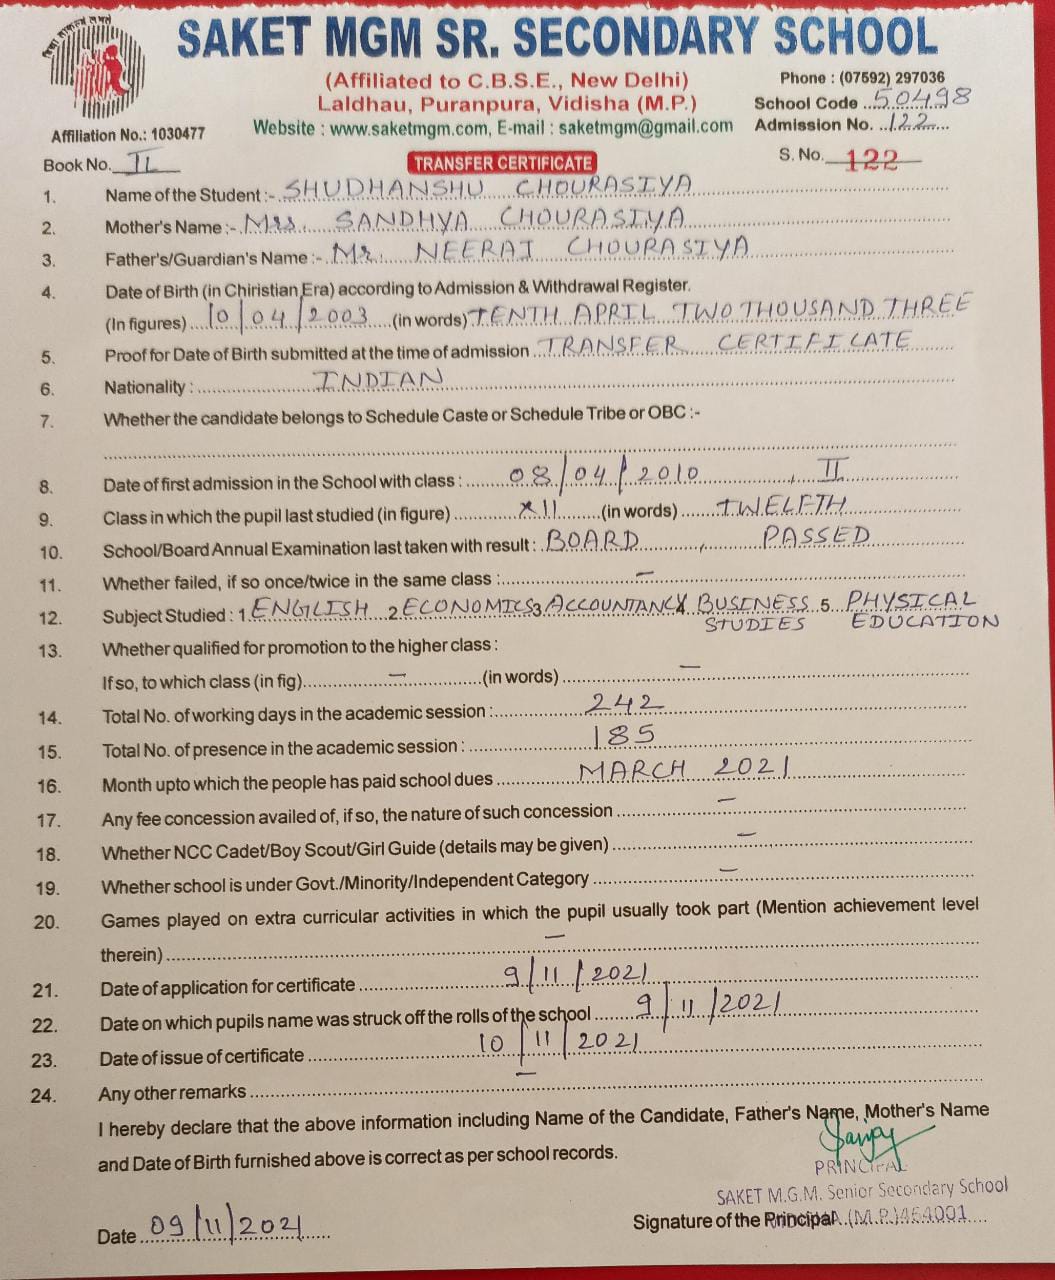 SAKET MGM SR. SECONDARY SCHOOL
(Affiliated to C.B.S.E., New Delhi)
Phone : (07592) 297036
Laldhau, Puranpura, Vidisha (M.P.)
School Code ..50498
Affiliation No.: 1030477
Website : www.saketmgm.com, E-mail : saketmgm@gmail.com
Admission No. ..122...
Book No. II
TRANSFER CERTIFICATE
S. No. 122
1. Name of the Student :- SHUDHANSHU CHOURASIYA
2. Mother's Name :- Mrs. SANDHYA CHOURASIYA
3. Father's/Guardian's Name :- Mr. NEERAJ CHOURASIYA
4. Date of Birth (in Chiristian Era) according to Admission & Withdrawal Register.
(In figures) 10/04/2003 (in words) TENTH APRIL TWO THOUSAND THREE
5. Proof for Date of Birth submitted at the time of admission TRANSFER CERTIFICATE
6. Nationality : INDIAN
7. Whether the candidate belongs to Schedule Caste or Schedule Tribe or OBC :-
8. Date of first admission in the School with class : 08/04/2010, II
9. Class in which the pupil last studied (in figure) XII (in words) TWELFTH
10. School/Board Annual Examination last taken with result : BOARD, PASSED
11. Whether failed, if so once/twice in the same class : –
12. Subject Studied : 1. ENGLISH 2 ECONOMICS 3 ACCOUNTANCY 4 BUSINESS 5. PHYSICAL
STUDIES EDUCATION
13. Whether qualified for promotion to the higher class :
If so, to which class (in fig) – (in words) –
14. Total No. of working days in the academic session : 242
15. Total No. of presence in the academic session : 185
16. Month upto which the people has paid school dues MARCH 2021
17. Any fee concession availed of, if so, the nature of such concession –
18. Whether NCC Cadet/Boy Scout/Girl Guide (details may be given) –
19. Whether school is under Govt./Minority/Independent Category –
20. Games played on extra curricular activities in which the pupil usually took part (Mention achievement level
therein) –
21. Date of application for certificate 9/11/2021
22. Date on which pupils name was struck off the rolls of the school 9/11/2021
23. Date of issue of certificate 10/11/2021
24. Any other remarks –
I hereby declare that the above information including Name of the Candidate, Father's Name, Mother's Name
and Date of Birth furnished above is correct as per school records.
PRINCIPAL
SAKET M.G.M. Senior Secondary School
Signature of the Principal (M.P.) 464001
Date 09/11/2021